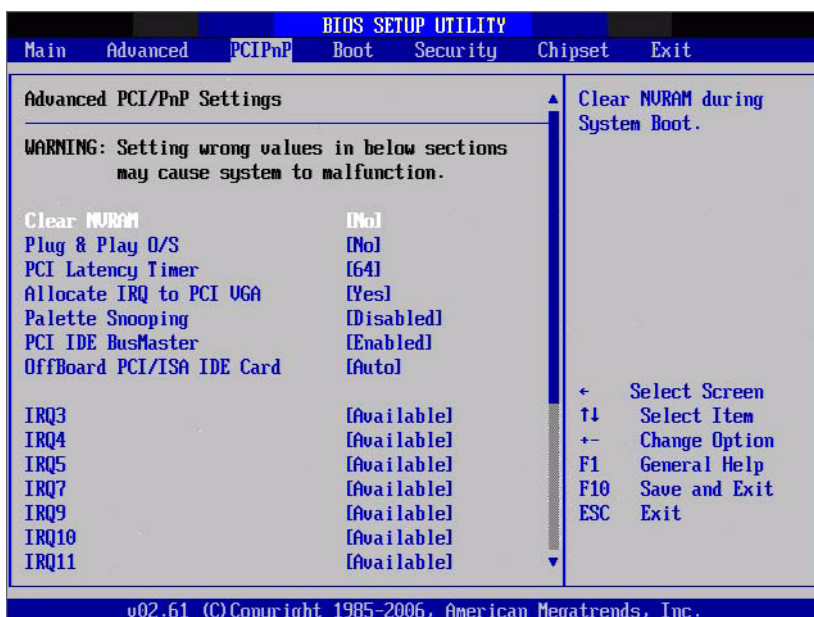 BIOS SETUP UTILITY
Main Advanced PCIPnP Boot Security Chipset Exit
Advanced PCI/PnP Settings
WARNING: Setting wrong values in below sections
may cause system to malfunction.
Clear NVRAM [No]
Plug & Play O/S [No]
PCI Latency Timer [64]
Allocate IRQ to PCI VGA [Yes]
Palette Snooping [Disabled]
PCI IDE BusMaster [Enabled]
OffBoard PCI/ISA IDE Card [Auto]
IRQ3 [Available]
IRQ4 [Available]
IRQ5 [Available]
IRQ7 [Available]
IRQ9 [Available]
IRQ10 [Available]
IRQ11 [Available]
Clear NVRAM during
System Boot.
← Select Screen
↑↓ Select Item
+- Change Option
F1 General Help
F10 Save and Exit
ESC Exit
v02.61 (C)Copyright 1985-2006, American Megatrends, Inc.